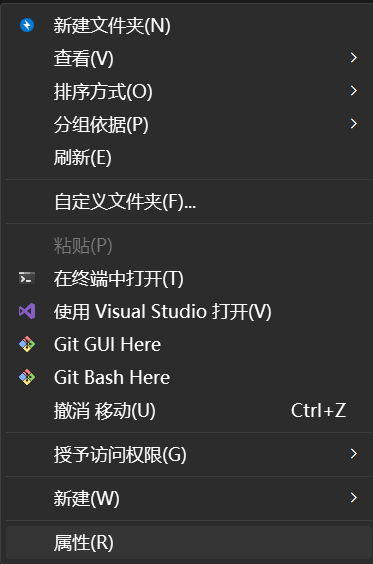 新建文件夹(N)
查看(V)
排序方式(O)
分组依据(P)
刷新(E)
自定义文件夹(F)...
粘贴(P)
在终端中打开(T)
使用 Visual Studio 打开(V)
Git GUI Here
Git Bash Here
撤消 移动(U) Ctrl+Z
授予访问权限(G)
新建(W)
属性(R)